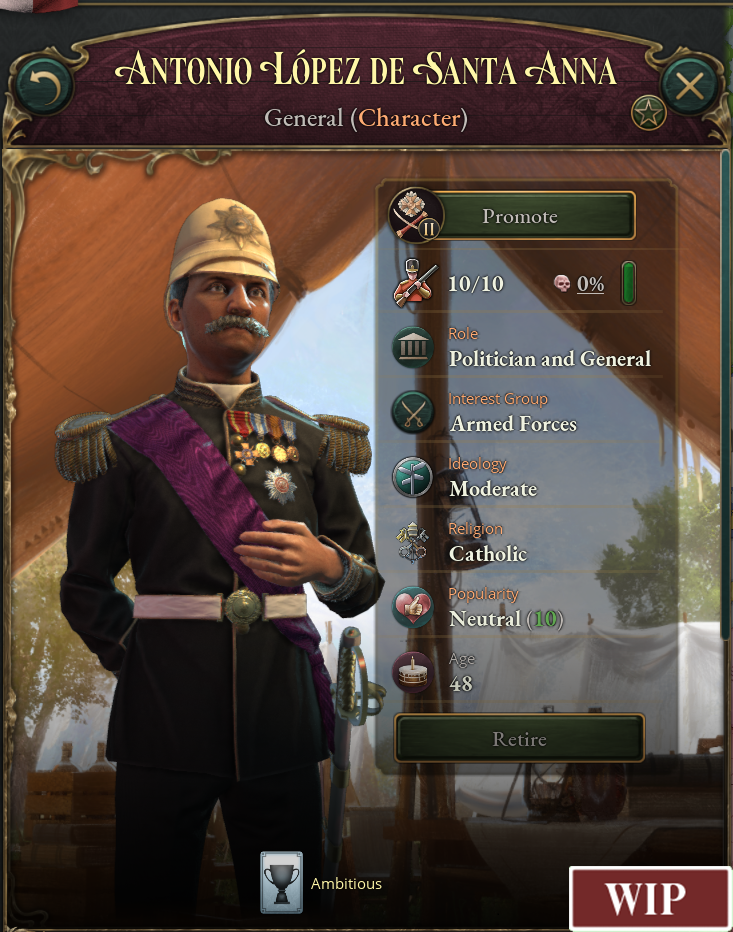 Antonio López de Santa Anna
General (Character)
Promote
II
10/10 0%
Role
Politician and General
Interest Group
Armed Forces
Ideology
Moderate
Religion
Catholic
Popularity
Neutral (10)
Age
48
Retire
Ambitious
WIP